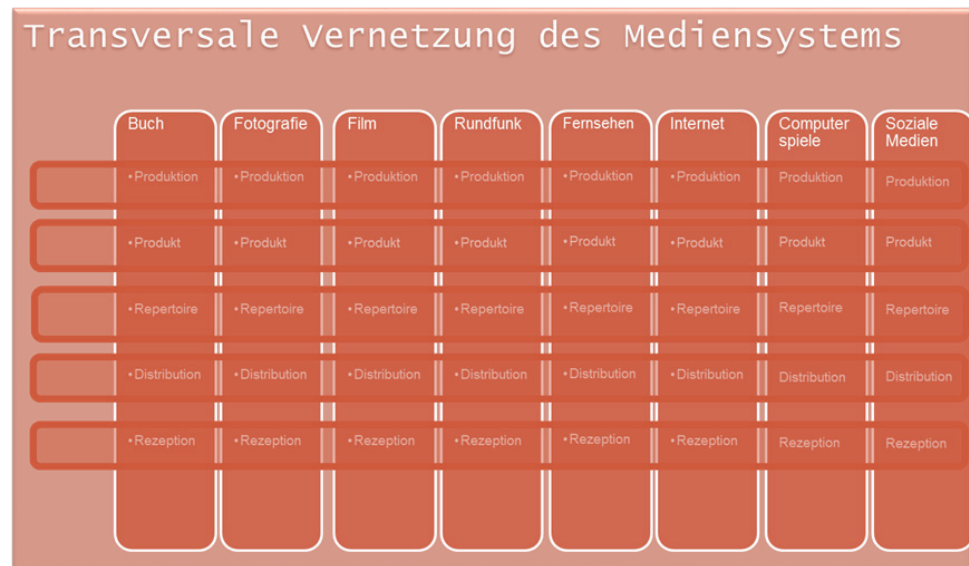 Transversale Vernetzung des Mediensystems
Buch Fotografie Film Rundfunk Fernsehen Internet Computer Soziale
spiele Medien
•Produktion •Produktion •Produktion •Produktion •Produktion •Produktion Produktion Produktion
•Produkt •Produkt •Produkt •Produkt •Produkt •Produkt Produkt Produkt
•Repertoire •Repertoire •Repertoire •Repertoire •Repertoire •Repertoire Repertoire Repertoire
•Distribution •Distribution •Distribution •Distribution •Distribution •Distribution Distribution Distribution
•Rezeption •Rezeption •Rezeption •Rezeption •Rezeption •Rezeption Rezeption Rezeption